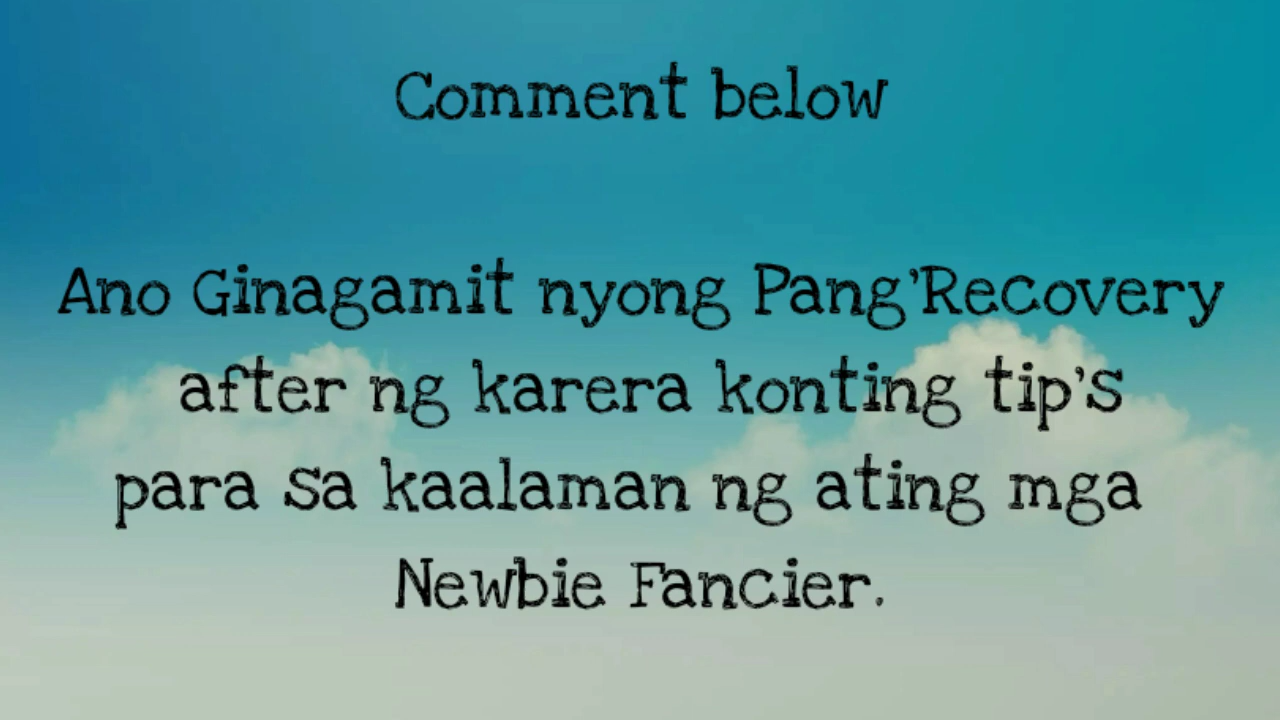 Comment below
Ano Ginagamit nyong Pang'Recovery
after ng karera konting tip's
para sa kaalaman ng ating mga
Newbie Fancier.